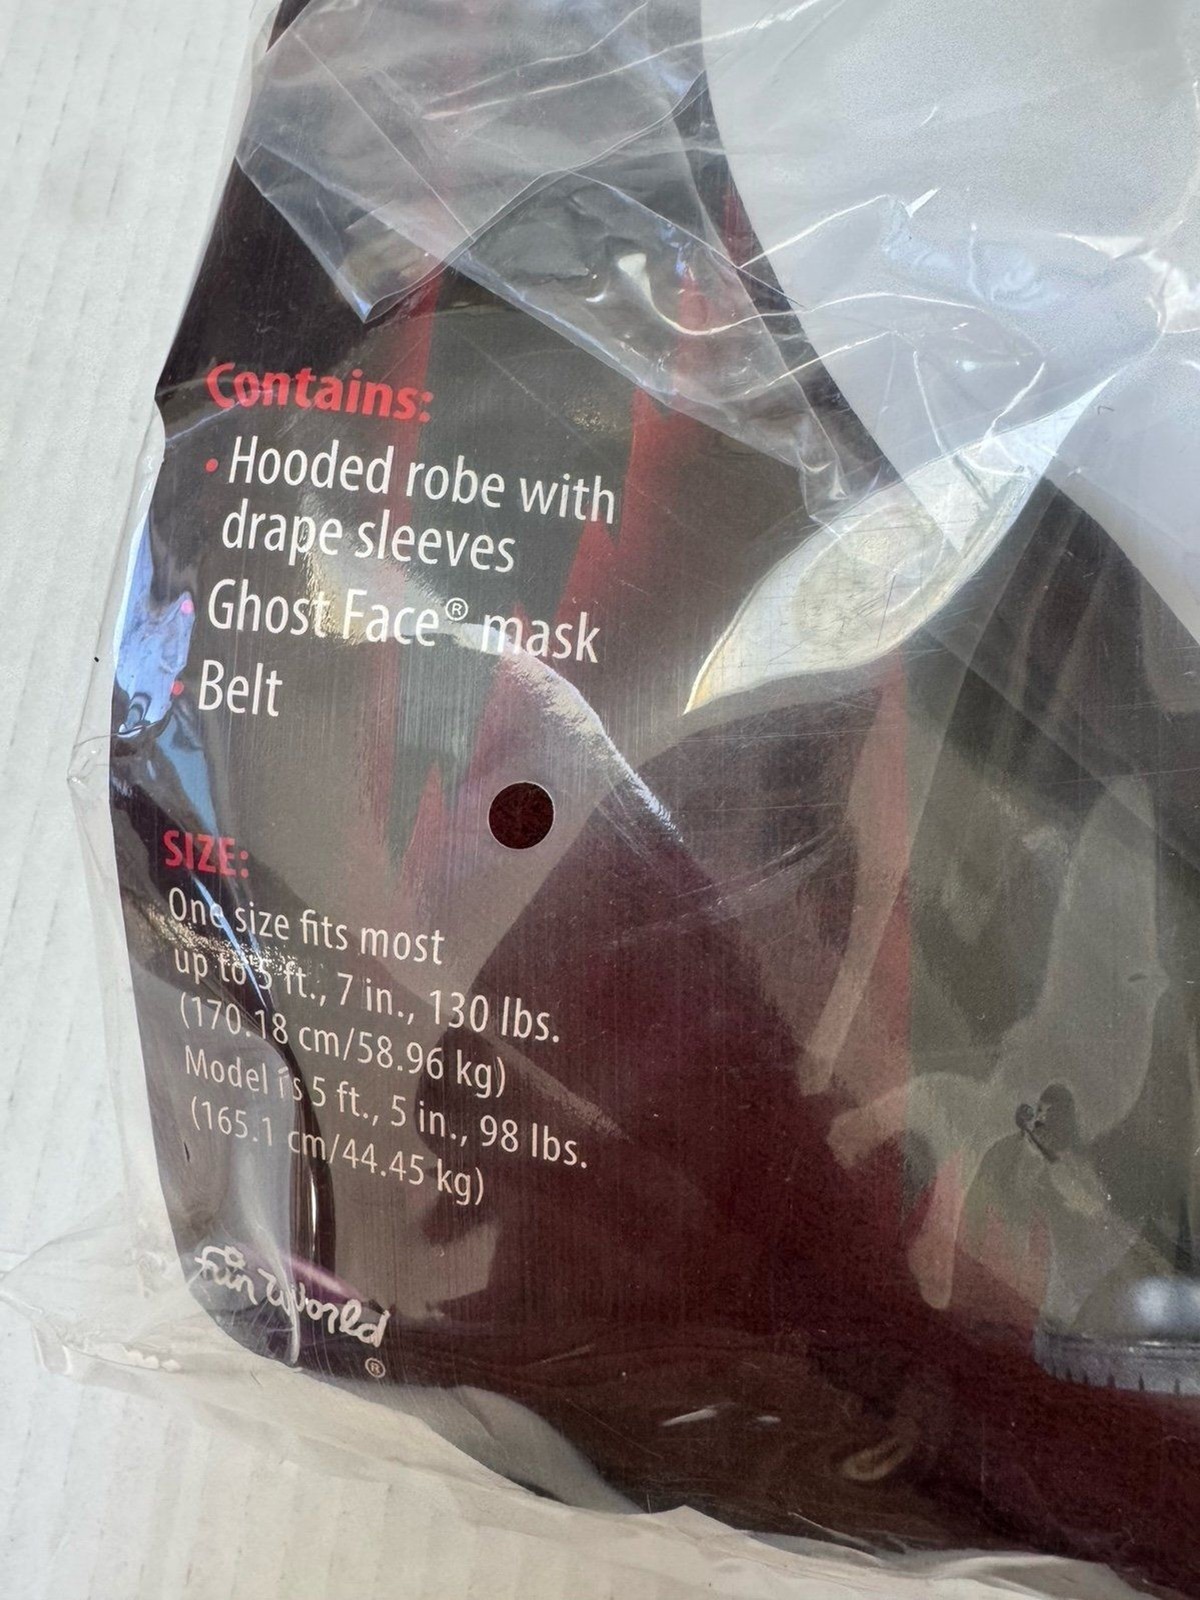 Contains:
• Hooded robe with
drape sleeves
• Ghost Face® mask
• Belt
SIZE:
One size fits most
up to 5 ft., 7 in., 130 lbs.
(170.18 cm/58.96 kg)
Model is 5 ft., 5 in., 98 lbs.
(165.1 cm/44.45 kg)
fun world
®